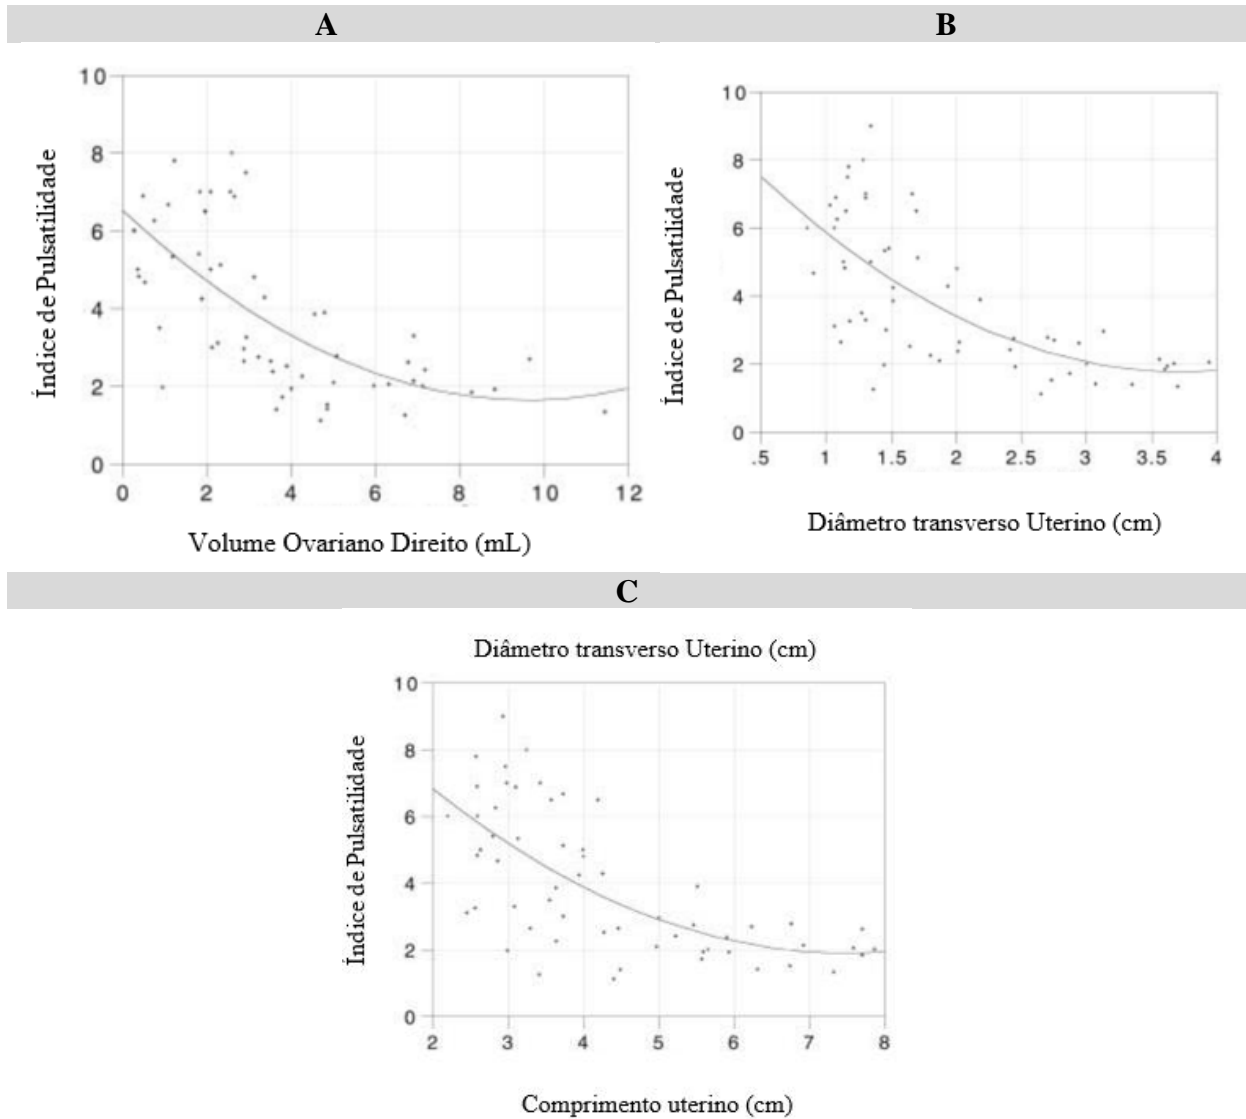 A
B
10
8
6
4
2
0
Índice de Pulsatilidade
0 2 4 6 8 10 12
Volume Ovariano Direito (mL)
10
8
6
4
2
0
Índice de Pulsatilidade
.5 1 1.5 2 2.5 3 3.5 4
Diâmetro transverso Uterino (cm)
C
Diâmetro transverso Uterino (cm)
10
8
6
4
2
0
Índice de Pulsatilidade
2 3 4 5 6 7 8
Comprimento uterino (cm)